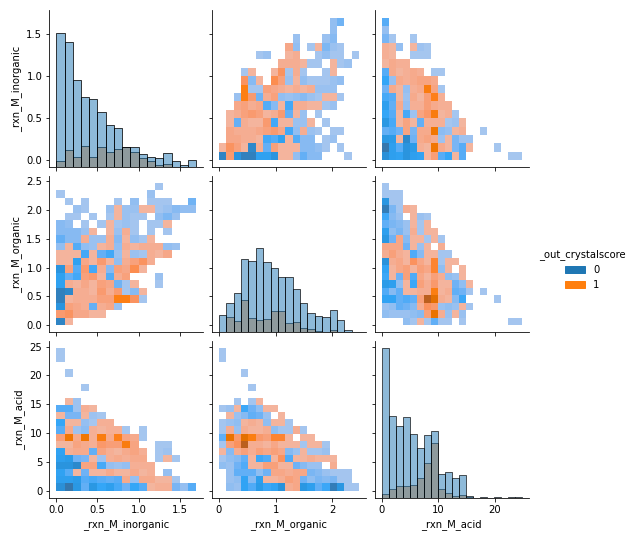 _rxn_M_inorganic
1.5
1.0
0.5
0.0
_rxn_M_organic
2.5
2.0
1.5
1.0
0.5
0.0
_out_crystalscore
0
1
_rxn_M_acid
25
20
15
10
5
0
0.0 0.5 1.0 1.5
0 1 2
0 10 20
_rxn_M_inorganic
_rxn_M_organic
_rxn_M_acid